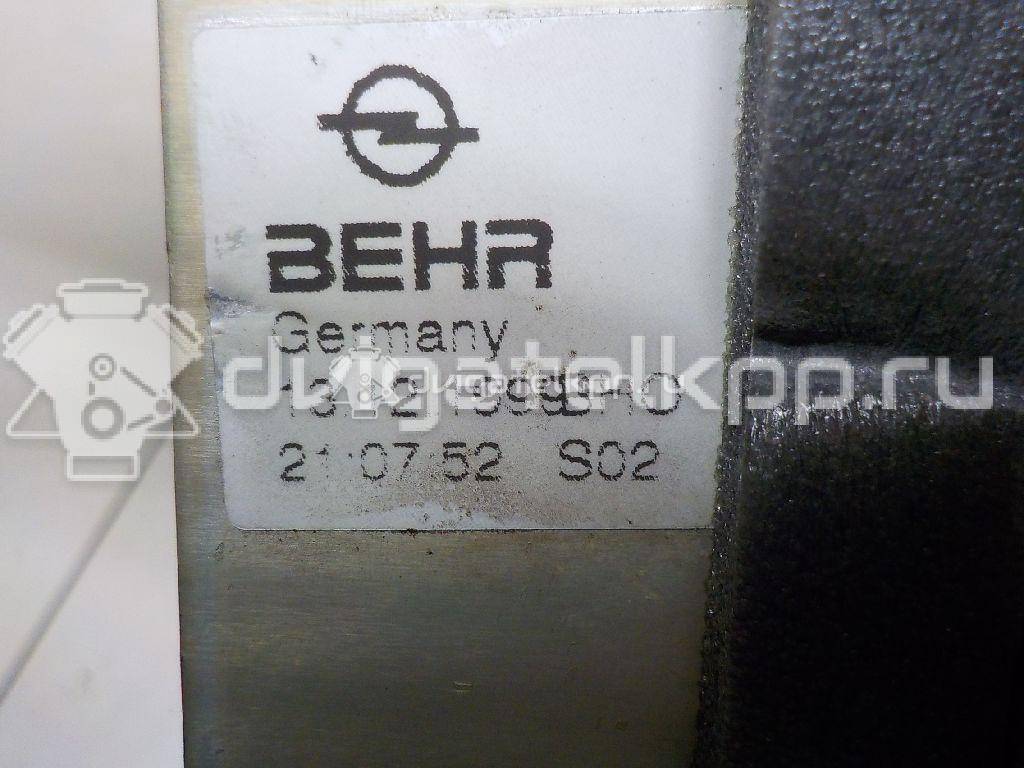 BEHR
Germany
dvigatelkpp.ru
21:07:52 S02